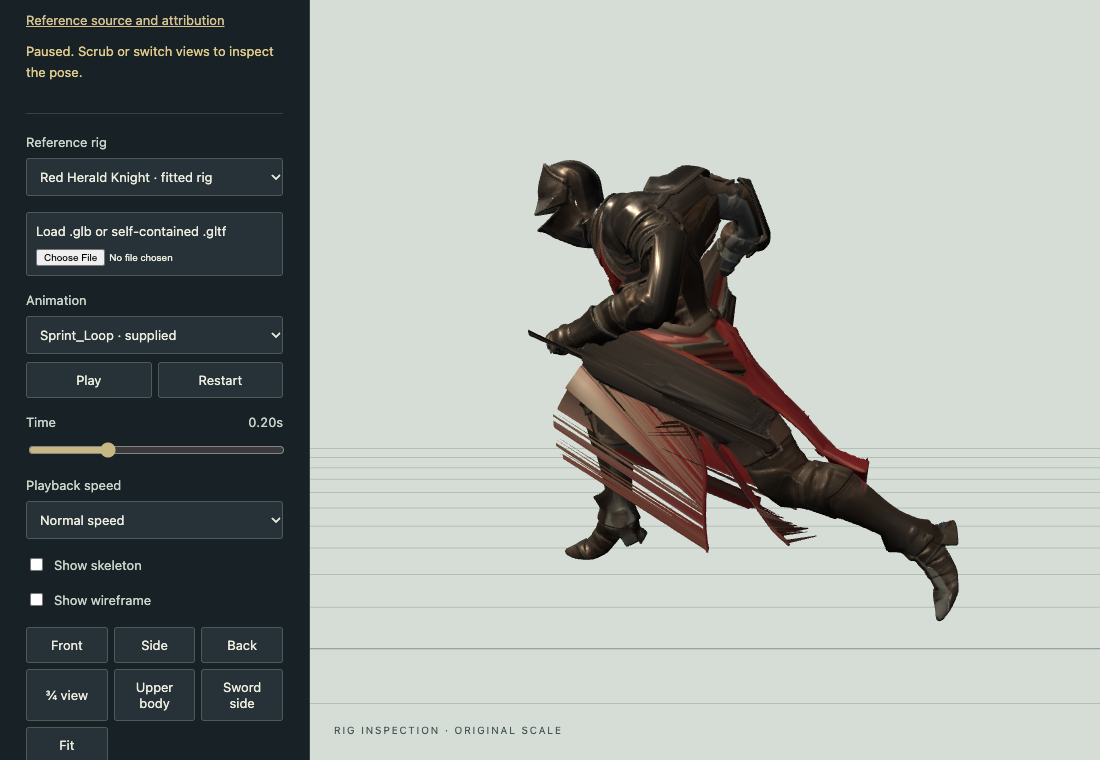 Reference source and attribution
Paused. Scrub or switch views to inspect
the pose.
Reference rig
Red Herald Knight · fitted rig
Load .glb or self-contained .gltf
Choose File No file chosen
Animation
Sprint_Loop · supplied
Play Restart
Time 0.20s
Playback speed
Normal speed
Show skeleton
Show wireframe
Front Side Back
¾ view Upper body Sword side
Fit
RIG INSPECTION · ORIGINAL SCALE